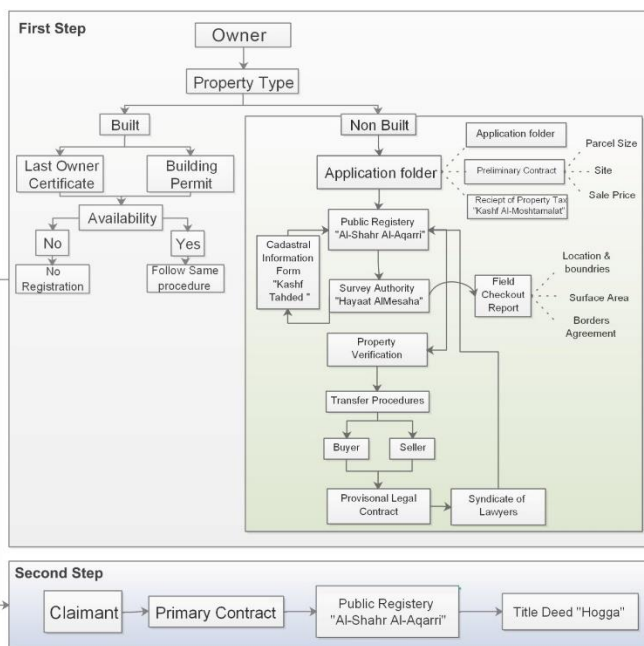 First Step
Owner
Property Type
Built
Non Built
Last Owner
Certificate
Building
Permit
Availability
No
Yes
No
Registration
Follow Same
procedure
Application folder
Application folder
Preliminary Contract
Reciept of Property Tax
"Kashf Al-Moshtamalat"
Parcel Size
Site
Sale Price
Public Registery
"Al-Shahr Al-Aqarri"
Cadastral
Information
Form
"Kashf
Tahded "
Survey Authority
"Hayaat AlMesaha"
Field
Checkout
Report
Location &
boundries
Surface Area
Borders
Agreement
Property
Verification
Transfer Procedures
Buyer
Seller
Provisonal Legal
Contract
Syndicate of
Lawyers
Second Step
Claimant
Primary Contract
Public Registery
"Al-Shahr Al-Aqarri"
Title Deed "Hogga"